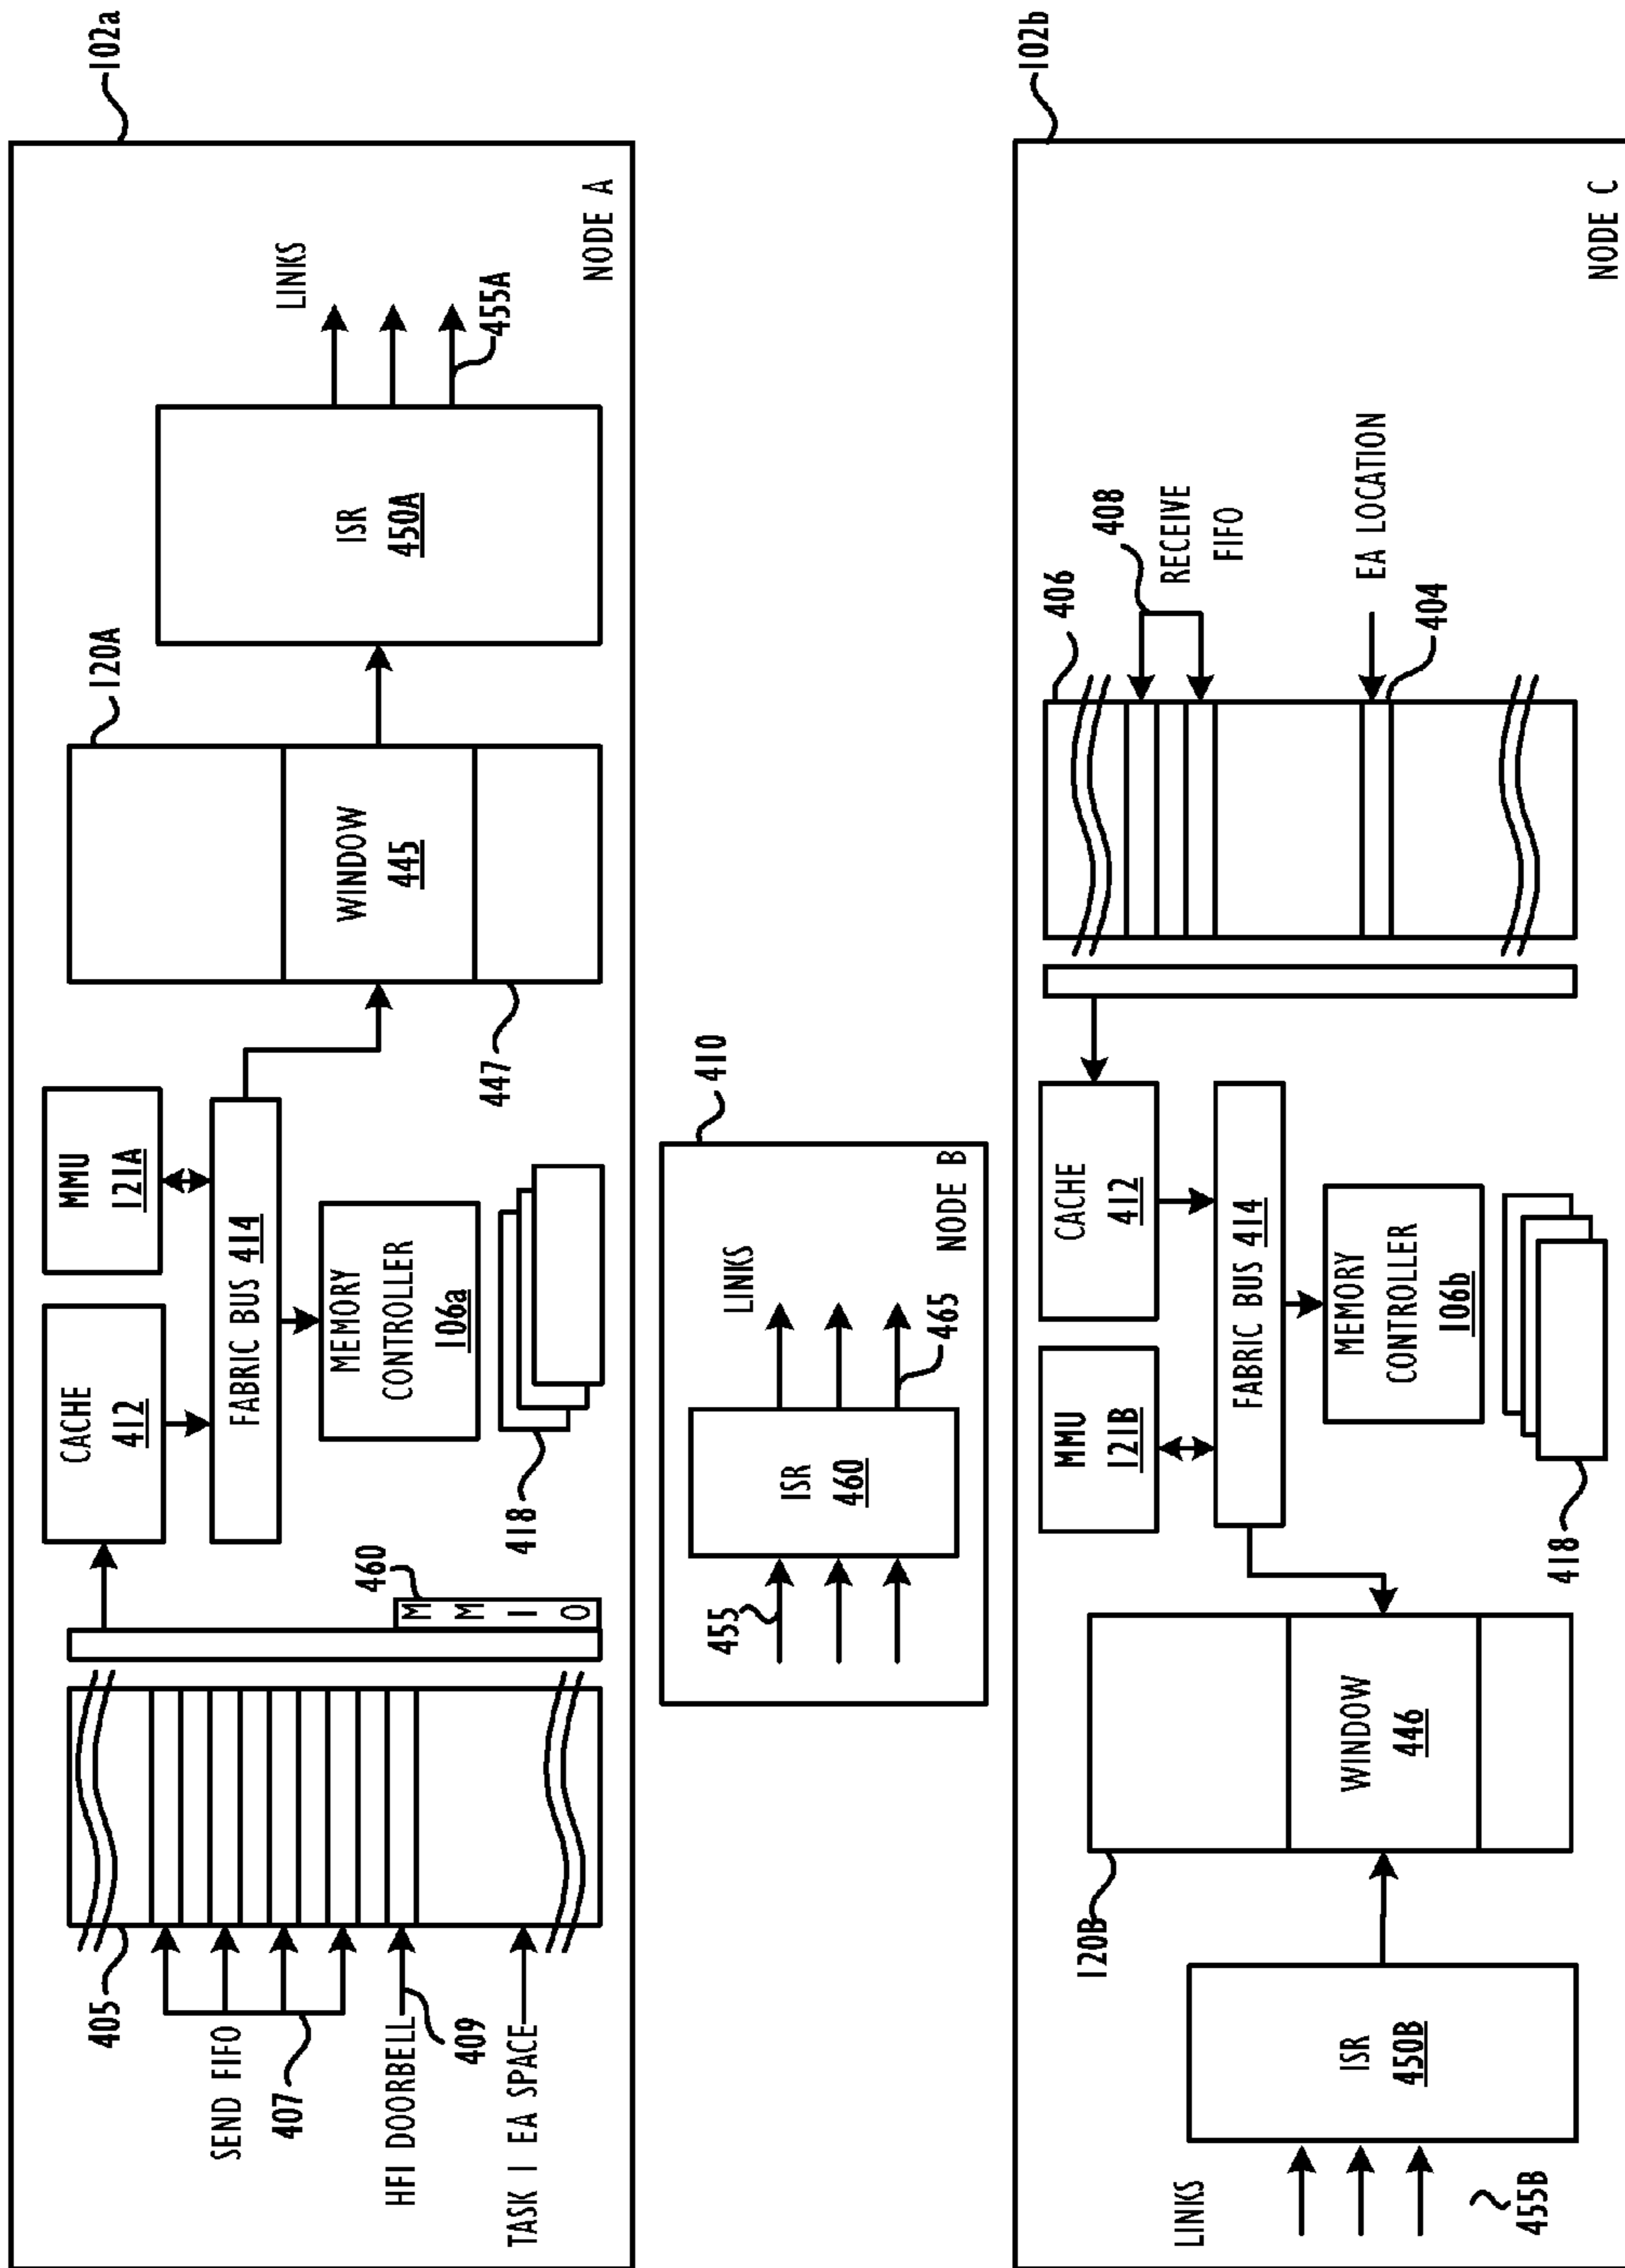 102a
NODE A
405
SEND FIFO
407
HFI DOORBELL
409
TASK 1 EA SPACE
460
M
M
I
O
CACHE
412
MMU
121A
FABRIC BUS 414
MEMORY
CONTROLLER
106a
418
120A
WINDOW
445
447
ISR
450A
LINKS
455A
410
NODE B
455
ISR
460
LINKS
465
102b
NODE C
LINKS
455B
ISR
450B
120B
WINDOW
446
MMU
121B
CACHE
412
FABRIC BUS 414
MEMORY
CONTROLLER
106b
418
406
408
RECEIVE
FIFO
EA LOCATION
404